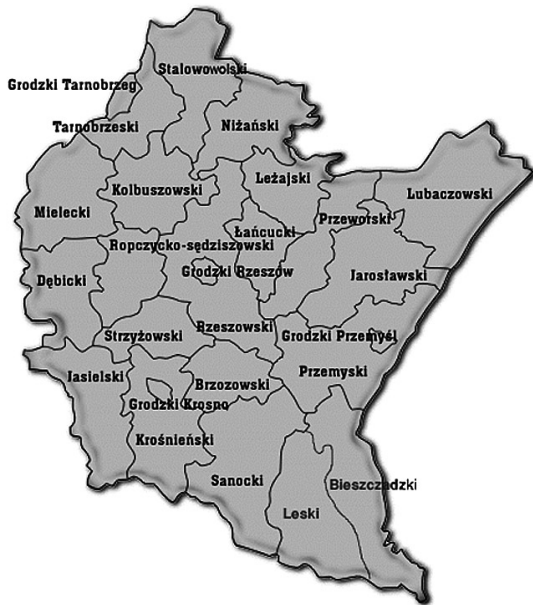 Stalowowolski
Grodzki Tarnobrzeg
Tarnobrzeski
Niżański
Leżajski
Kolbuszowski
Lubaczowski
Mielecki
Przeworski
Łańcucki
Ropczycko-sędziszowski
Grodzki Rzeszów
Jarosławski
Dębicki
Rzeszowski
Strzyżowski
Grodzki Przemyśl
Przemyski
Jasielski
Brzozowski
Grodzki Krosno
Krośnieński
Sanocki
Bieszczadzki
Leski